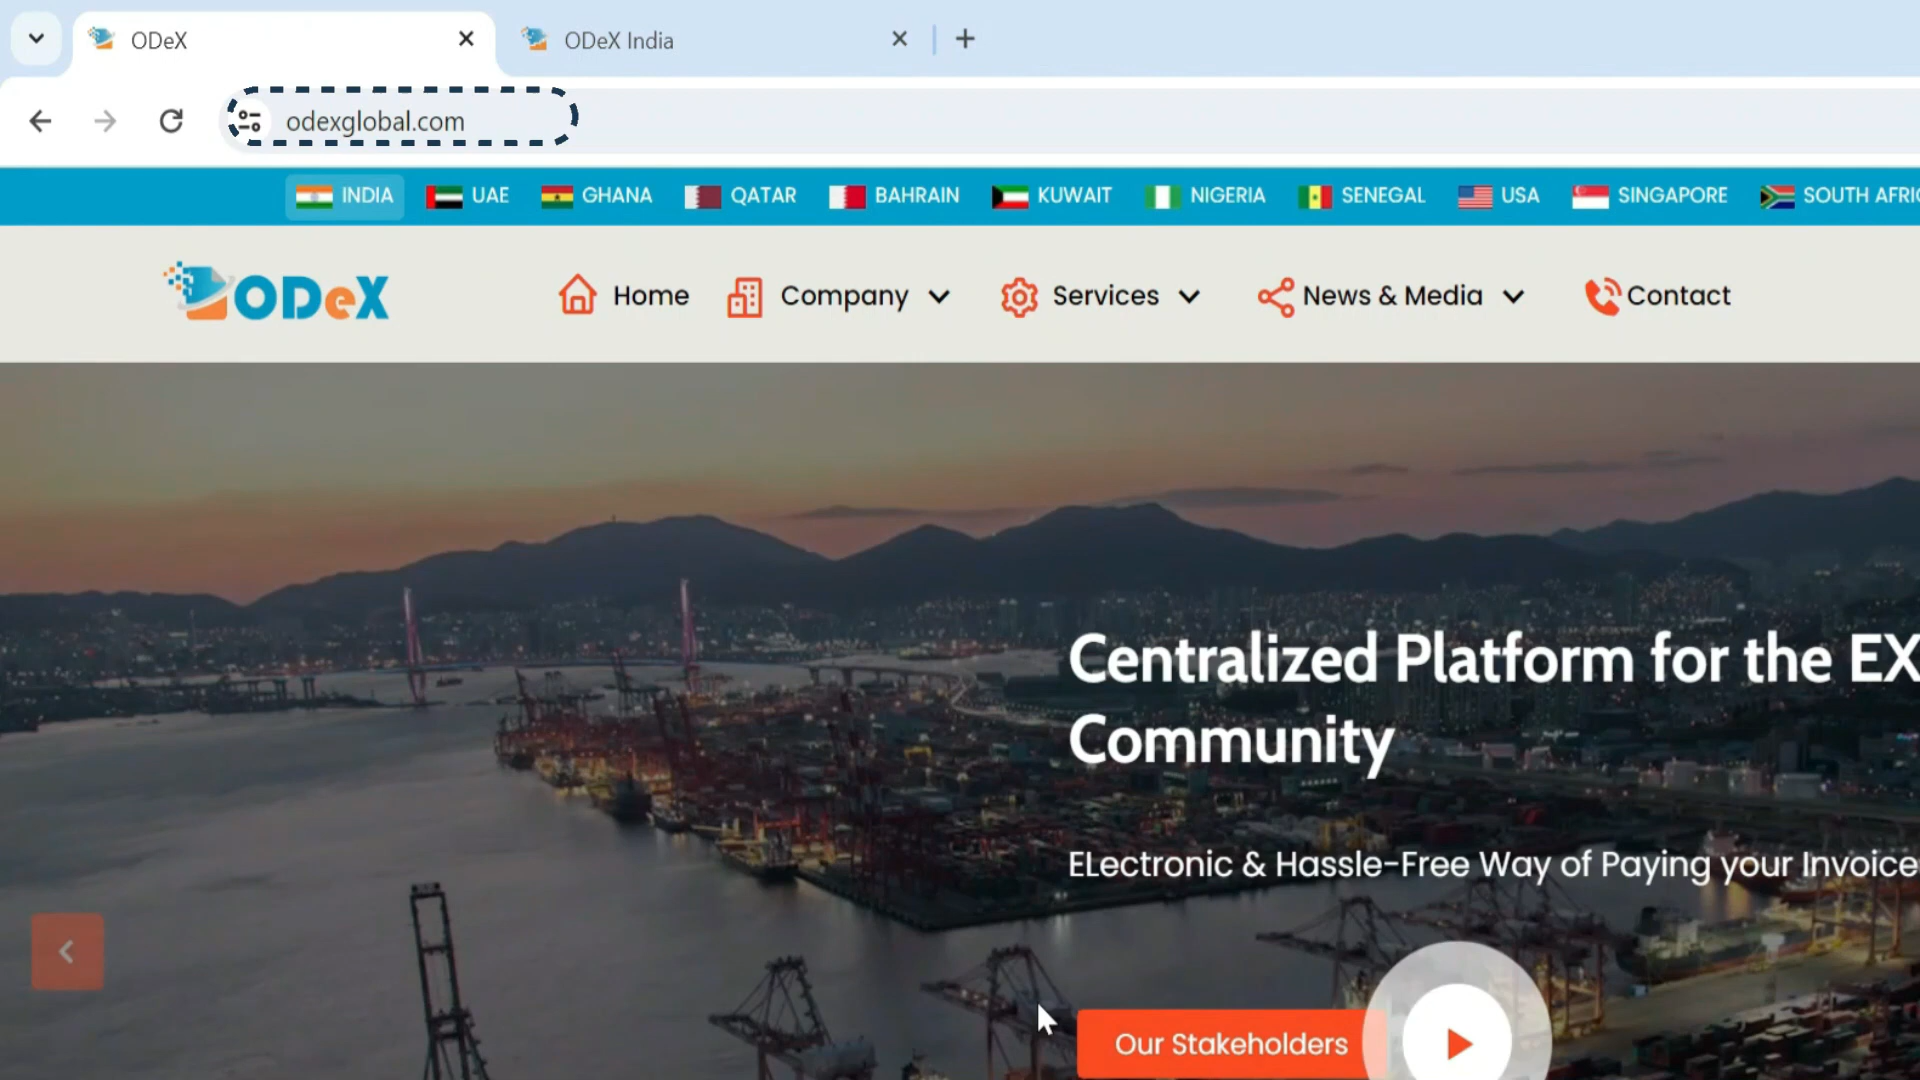 ODeX
ODeX India
odexglobal.com
INDIA UAE GHANA QATAR BAHRAIN KUWAIT NIGERIA SENEGAL USA SINGAPORE SOUTH AFRIC
ODeX
Home Company Services News & Media Contact
Centralized Platform for the EX
Community
ELectronic & Hassle-Free Way of Paying your Invoice
Our Stakeholders